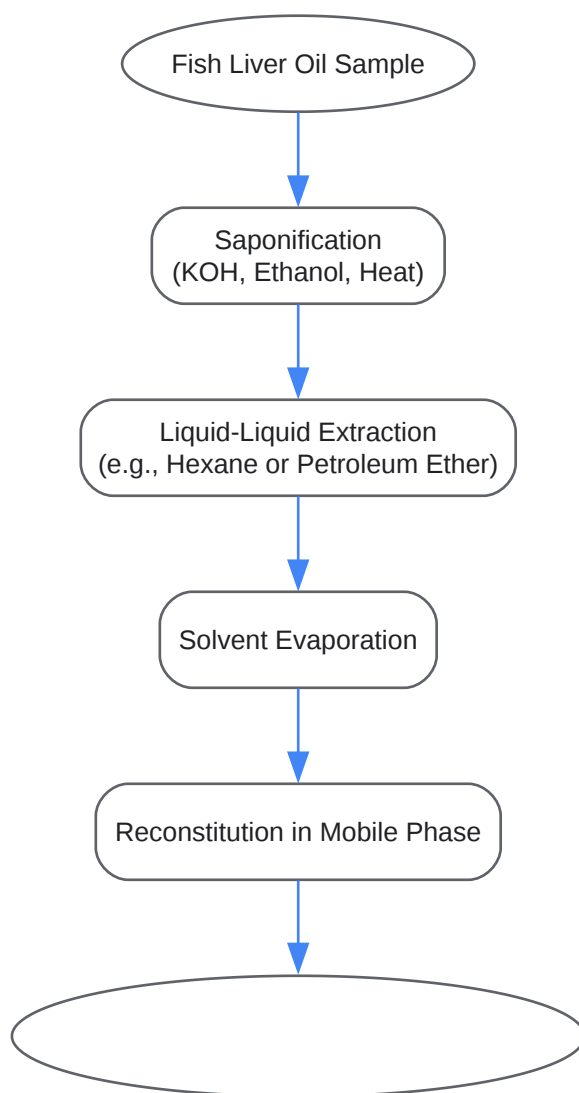 Fish Liver Oil Sample
Saponification
(KOH, Ethanol, Heat)
Liquid-Liquid Extraction
(e.g., Hexane or Petroleum Ether)
Solvent Evaporation
Reconstitution in Mobile Phase